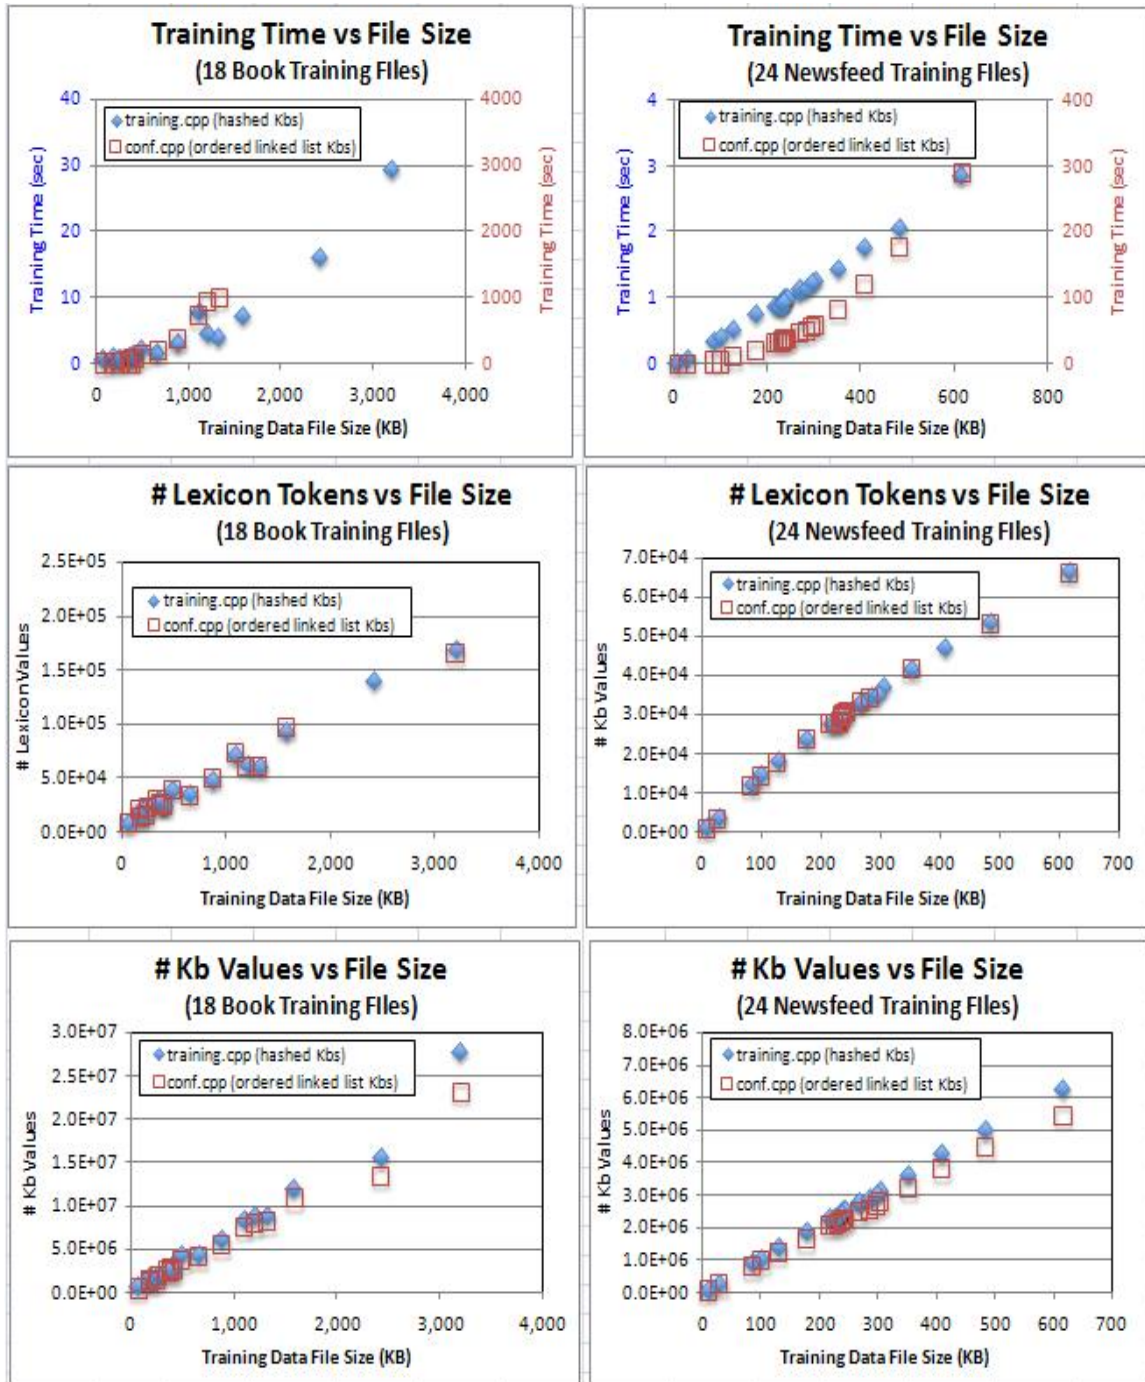 Training Time vs File Size
(18 Book Training FIles)
40
30
20
10
0
4000
3000
2000
1000
0
Training Time (sec)
Training Time (sec)
training.cpp (hashed Kbs)
conf.cpp (ordered linked list Kbs)
0 1,000 2,000 3,000 4,000
Training Data File Size (KB)
Training Time vs File Size
(24 Newsfeed Training FIles)
4
3
2
1
0
400
300
200
100
0
Training Time (sec)
Training Time (sec)
training.cpp (hashed Kbs)
conf.cpp (ordered linked list Kbs)
0 200 400 600 800
Training Data File Size (KB)
# Lexicon Tokens vs File Size
(18 Book Training FIles)
2.5E+05
2.0E+05
1.5E+05
1.0E+05
5.0E+04
0.0E+00
# Lexicon Values
training.cpp (hashed Kbs)
conf.cpp (ordered linked list Kbs)
0 1,000 2,000 3,000 4,000
Training Data File Size (KB)
# Lexicon Tokens vs File Size
(24 Newsfeed Training FIles)
7.0E+04
6.0E+04
5.0E+04
4.0E+04
3.0E+04
2.0E+04
1.0E+04
0.0E+00
# Kb Values
training.cpp (hashed Kbs)
conf.cpp (ordered linked list Kbs)
0 100 200 300 400 500 600 700
Training Data File Size (KB)
# Kb Values vs File Size
(18 Book Training FIles)
3.0E+07
2.5E+07
2.0E+07
1.5E+07
1.0E+07
5.0E+06
0.0E+00
# Kb Values
training.cpp (hashed Kbs)
conf.cpp (ordered linked list Kbs)
0 1,000 2,000 3,000 4,000
Training Data File Size (KB)
# Kb Values vs File Size
(24 Newsfeed Training FIles)
8.0E+06
7.0E+06
6.0E+06
5.0E+06
4.0E+06
3.0E+06
2.0E+06
1.0E+06
0.0E+00
# Kb Values
training.cpp (hashed Kbs)
conf.cpp (ordered linked list Kbs)
0 100 200 300 400 500 600 700
Training Data File Size (KB)